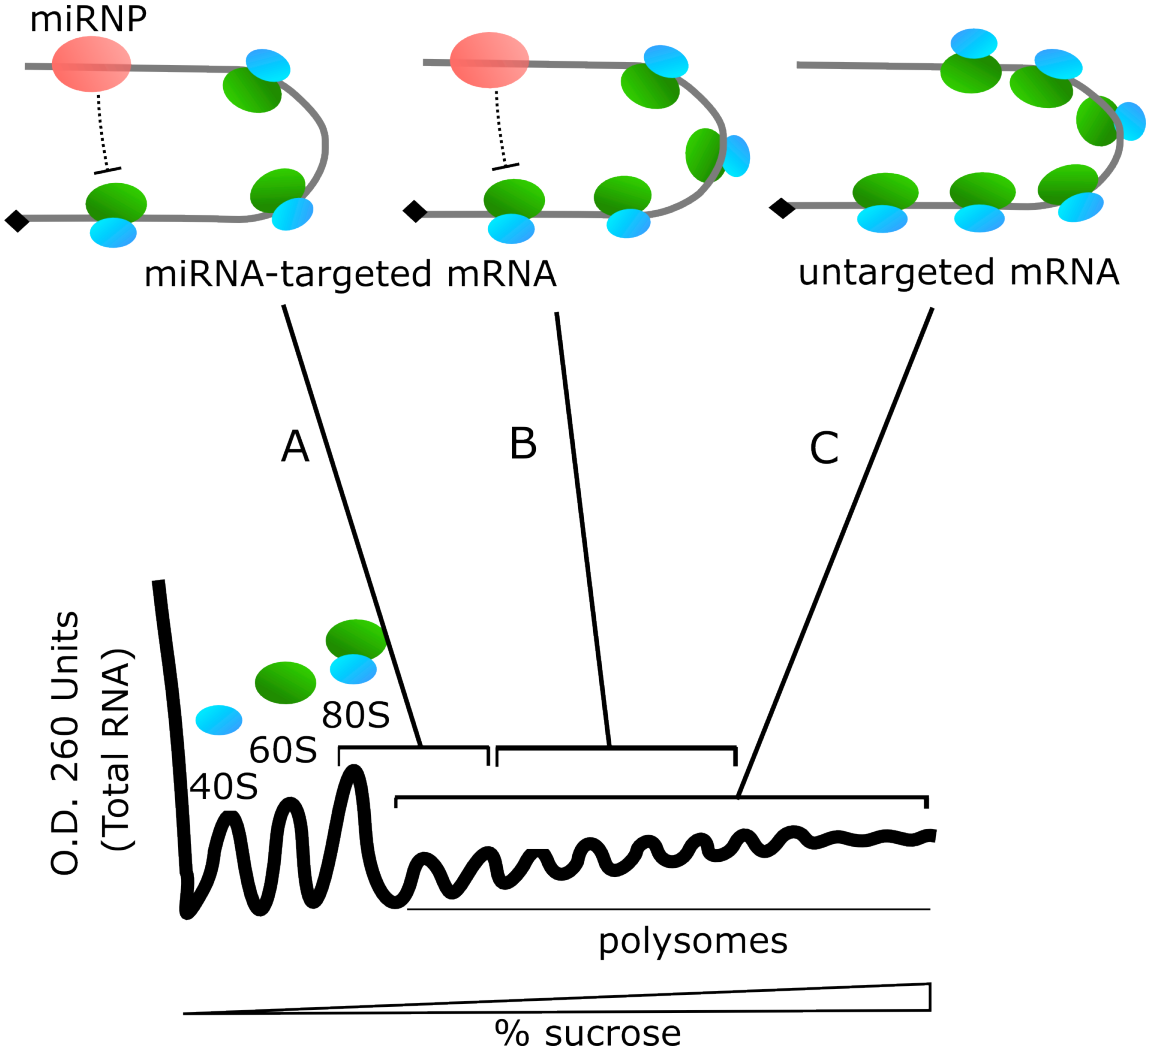 miRNP
miRNA-targeted mRNA
untargeted mRNA
A
B
C
O.D. 260 Units
(Total RNA)
80S
60S
40S
polysomes
% sucrose